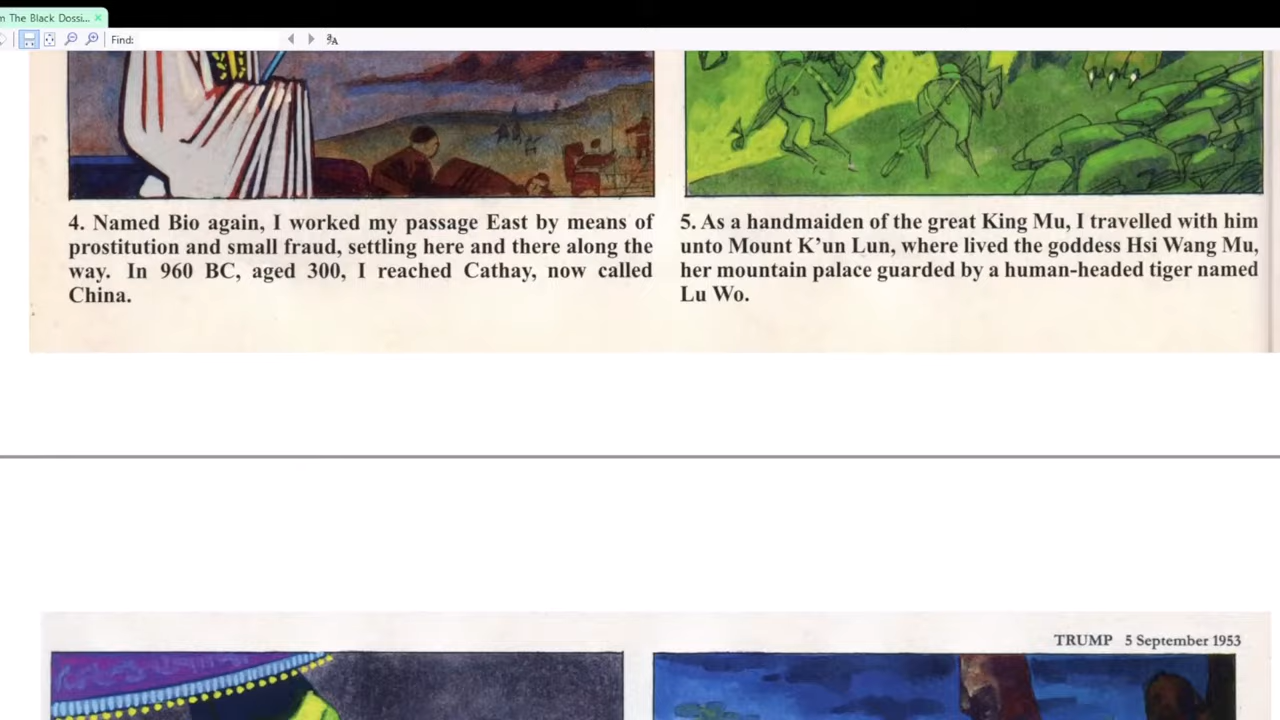 m The Black Dossi...
Find:
4. Named Bio again, I worked my passage East by means of
prostitution and small fraud, settling here and there along the
way. In 960 BC, aged 300, I reached Cathay, now called
China.
5. As a handmaiden of the great King Mu, I travelled with him
unto Mount K’un Lun, where lived the goddess Hsi Wang Mu,
her mountain palace guarded by a human-headed tiger named
Lu Wo.
TRUMP 5 September 1953